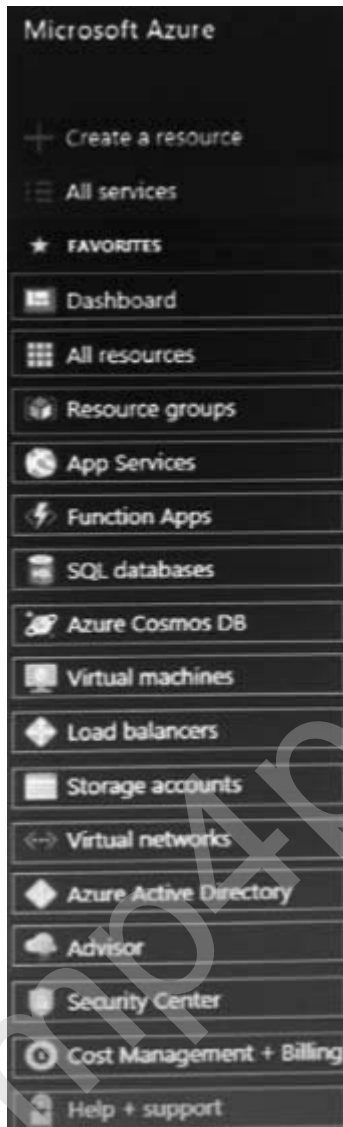 Microsoft Azure
Create a resource
All services
FAVORITES
Dashboard
All resources
Resource groups
App Services
Function Apps
SQL databases
Azure Cosmos DB
Virtual machines
Load balancers
Storage accounts
Virtual networks
Azure Active Directory
Advisor
Security Center
Cost Management + Billing
Help + support